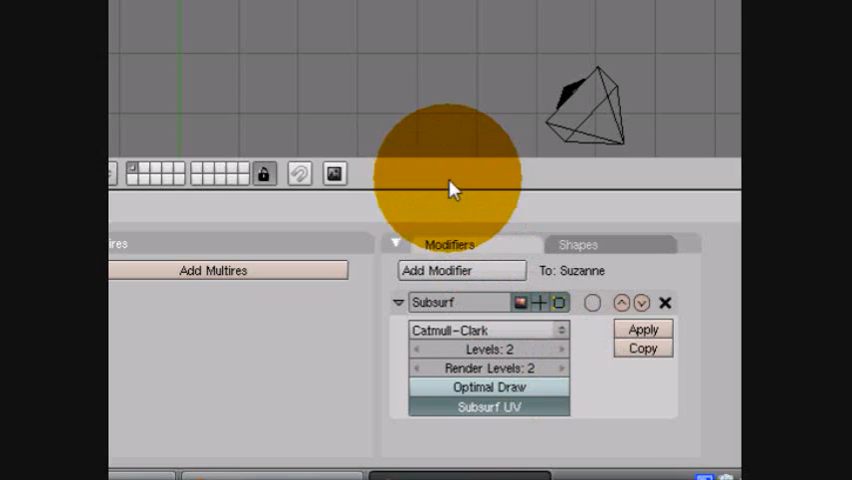 ires
Modifiers
Shapes
Add Multires
Add Modifier
To: Suzanne
Subsurf
Catmull-Clark
Apply
Levels: 2
Copy
Render Levels: 2
Optimal Draw
Subsurf UV